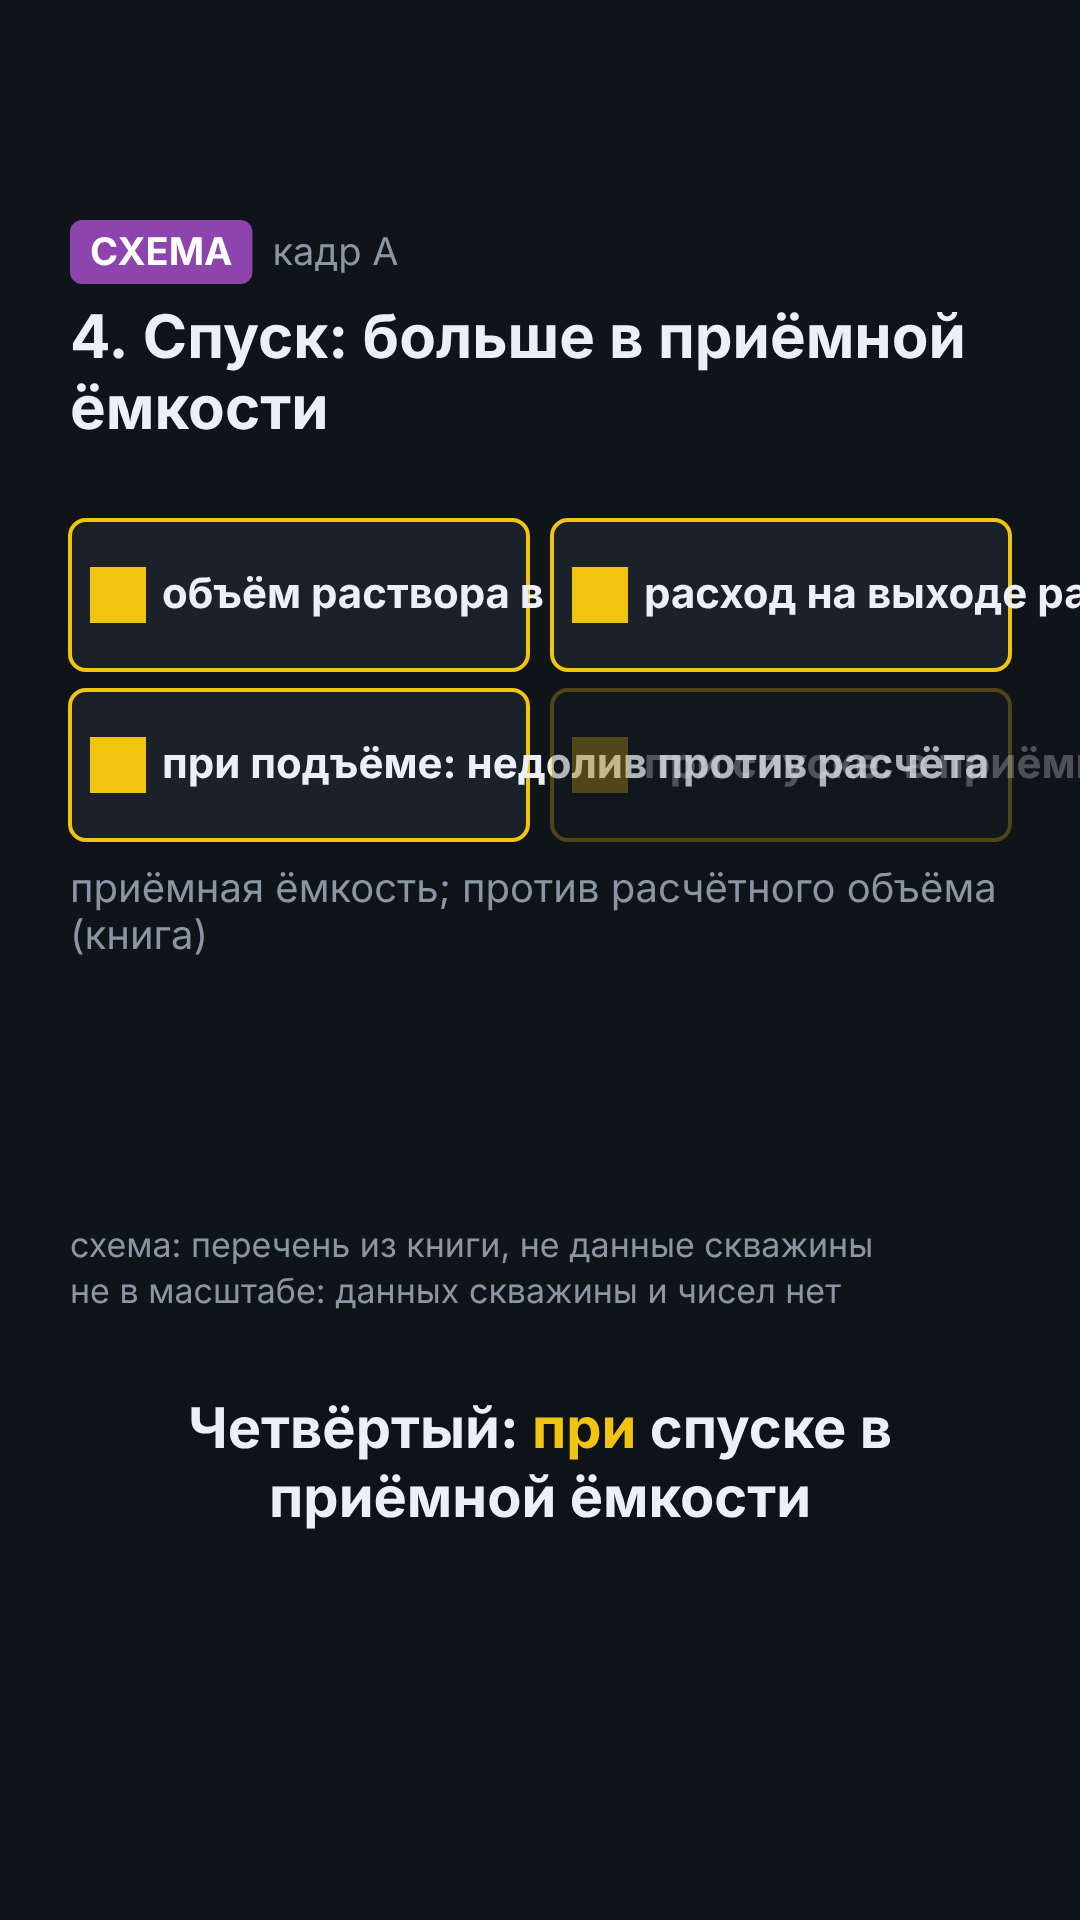 СХЕМА кадр А
4. Спуск: больше в приёмной
ёмкости
объём раствора в
расход на выходе ра
при подъёме: недолив против расчёта
приёмная ёмкость; против расчётного объёма
(книга)
схема: перечень из книги, не данные скважины
не в масштабе: данных скважины и чисел нет
Четвёртый: при спуске в
приёмной ёмкости